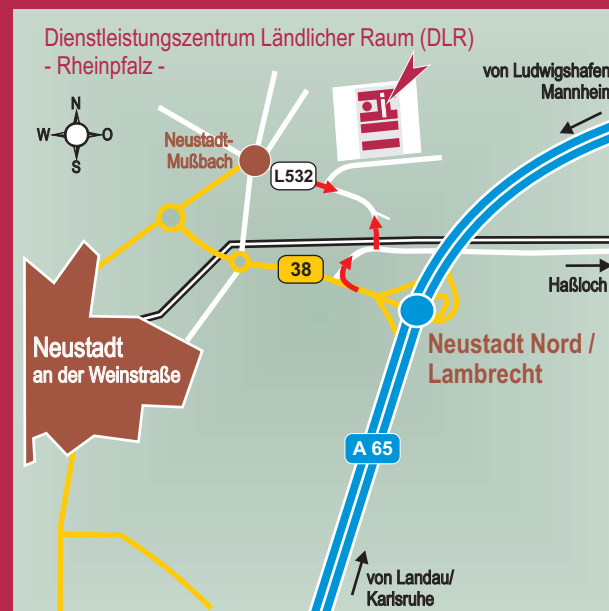 Dienstleistungszentrum Ländlicher Raum (DLR)
- Rheinpfalz -
von Ludwigshafen
Mannheim
N
W
O
S
Neustadt-
Mußbach
i
L532
38
Haßloch
Neustadt
an der Weinstraße
Neustadt Nord /
Lambrecht
A 65
von Landau/
Karlsruhe